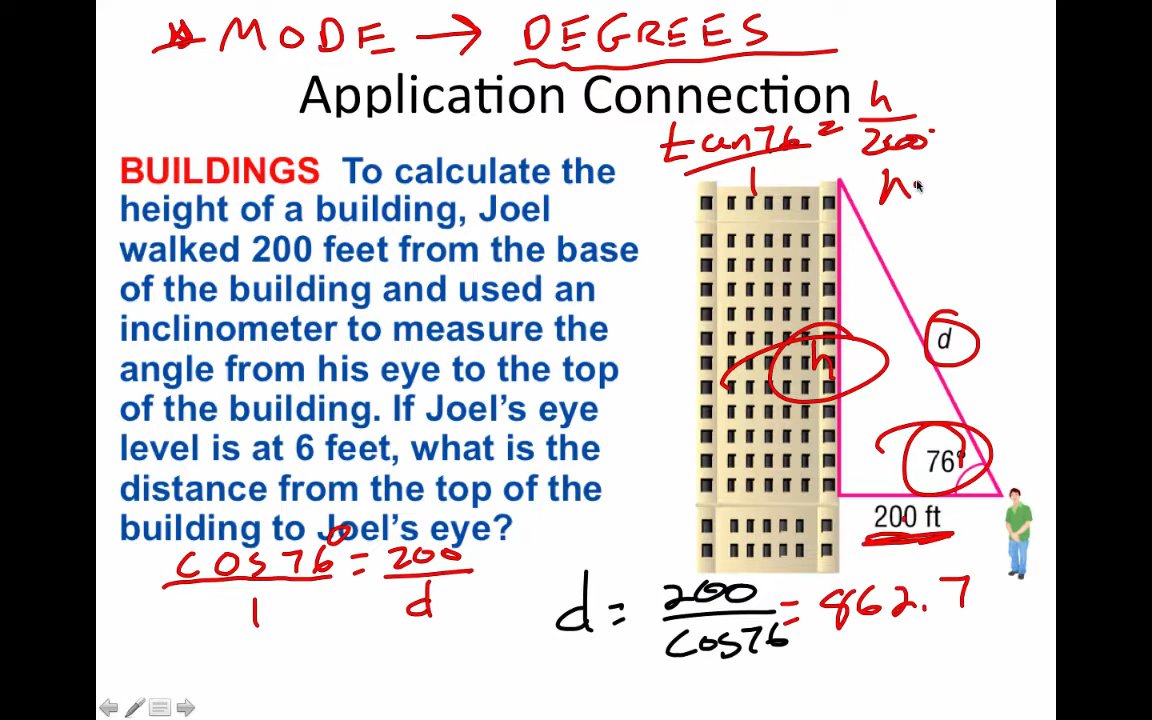 * MODE → DEGREES
Application Connection
tan76 = h
1 200
h
BUILDINGS To calculate the
height of a building, Joel
walked 200 feet from the base
of the building and used an
inclinometer to measure the
angle from his eye to the top
of the building. If Joel's eye
level is at 6 feet, what is the
distance from the top of the
building to Joel's eye?
h
d
76°
200 ft
cos76° = 200
1 d
d = 200 = 862.7
cos76